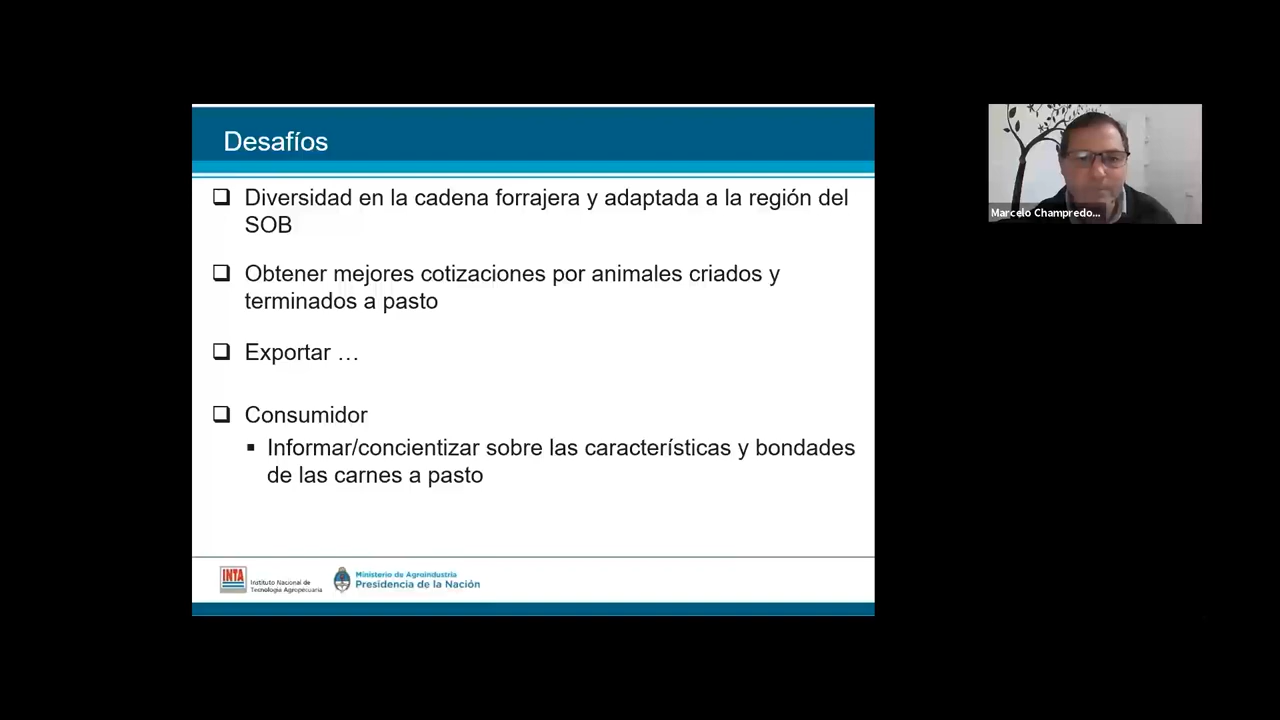 Desafíos
Diversidad en la cadena forrajera y adaptada a la región del
SOB
Obtener mejores cotizaciones por animales criados y
terminados a pasto
Exportar …
Consumidor
Informar/concientizar sobre las características y bondades
de las carnes a pasto
INTA
Instituto Nacional de
Tecnología Agropecuaria
Ministerio de Agroindustria
Presidencia de la Nación
Marcelo Champredo...